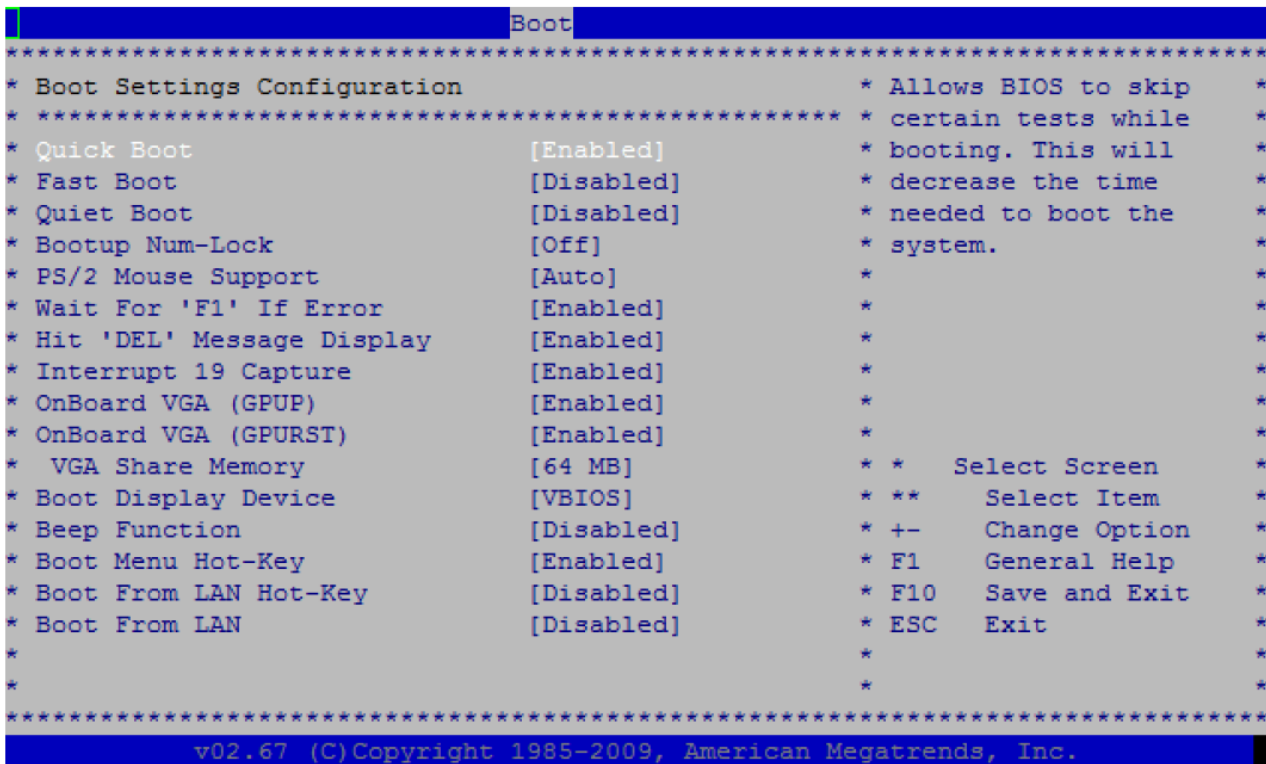 Boot
********************************************************************************
* Boot Settings Configuration * Allows BIOS to skip *
* *************************************************** * certain tests while *
* Quick Boot [Enabled] * booting. This will *
* Fast Boot [Disabled] * decrease the time *
* Quiet Boot [Disabled] * needed to boot the *
* Bootup Num-Lock [Off] * system. *
* PS/2 Mouse Support [Auto] * *
* Wait For 'F1' If Error [Enabled] * *
* Hit 'DEL' Message Display [Enabled] * *
* Interrupt 19 Capture [Enabled] * *
* OnBoard VGA (GPUP) [Enabled] * *
* OnBoard VGA (GPURST) [Enabled] * *
* VGA Share Memory [64 MB] * * Select Screen *
* Boot Display Device [VBIOS] * ** Select Item *
* Beep Function [Disabled] * +- Change Option *
* Boot Menu Hot-Key [Enabled] * F1 General Help *
* Boot From LAN Hot-Key [Disabled] * F10 Save and Exit *
* Boot From LAN [Disabled] * ESC Exit *
* * *
* * *
********************************************************************************
v02.67 (C)Copyright 1985-2009, American Megatrends, Inc.